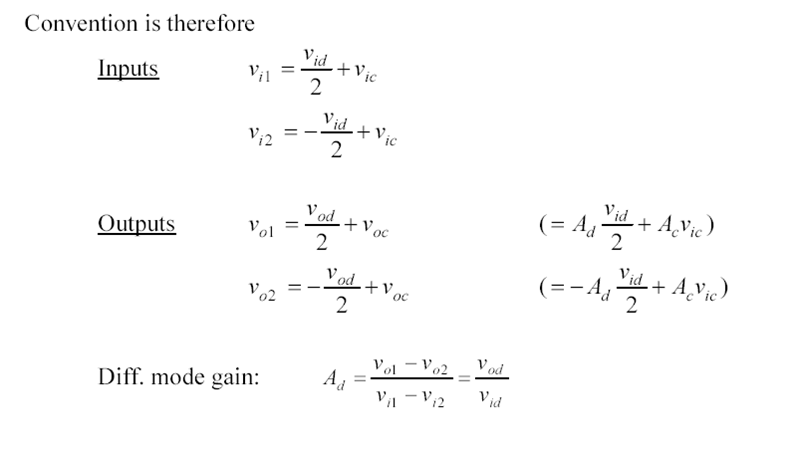 Convention is therefore
Inputs v_{i1} = \frac{v_{id}}{2} + v_{ic}
v_{i2} = -\frac{v_{id}}{2} + v_{ic}
Outputs v_{o1} = \frac{v_{od}}{2} + v_{oc} (= A_d \frac{v_{id}}{2} + A_c v_{ic})
v_{o2} = -\frac{v_{od}}{2} + v_{oc} (= -A_d \frac{v_{id}}{2} + A_c v_{ic})
Diff. mode gain: A_d = \frac{v_{o1} - v_{o2}}{v_{i1} - v_{i2}} = \frac{v_{od}}{v_{id}}